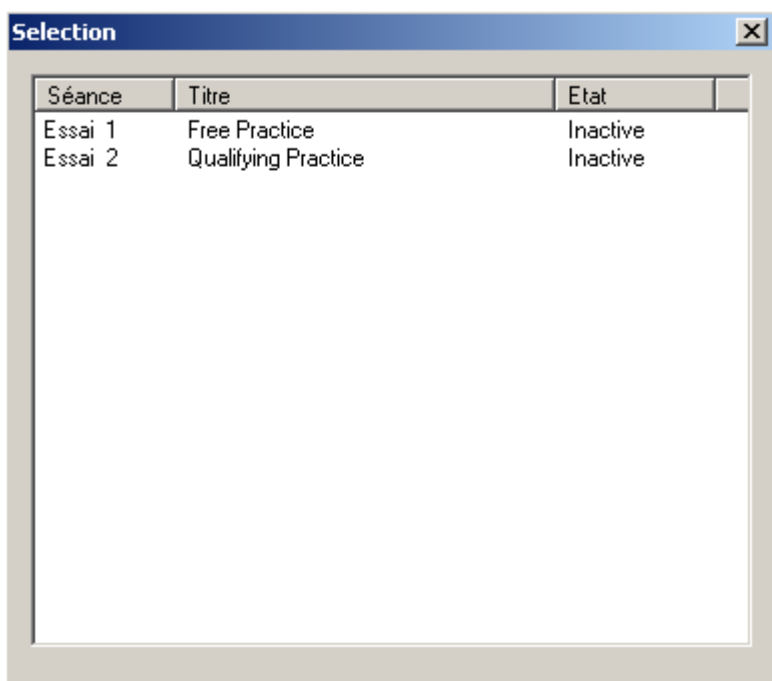 Selection
Séance Titre Etat
Essai 1 Free Practice Inactive
Essai 2 Qualifying Practice Inactive